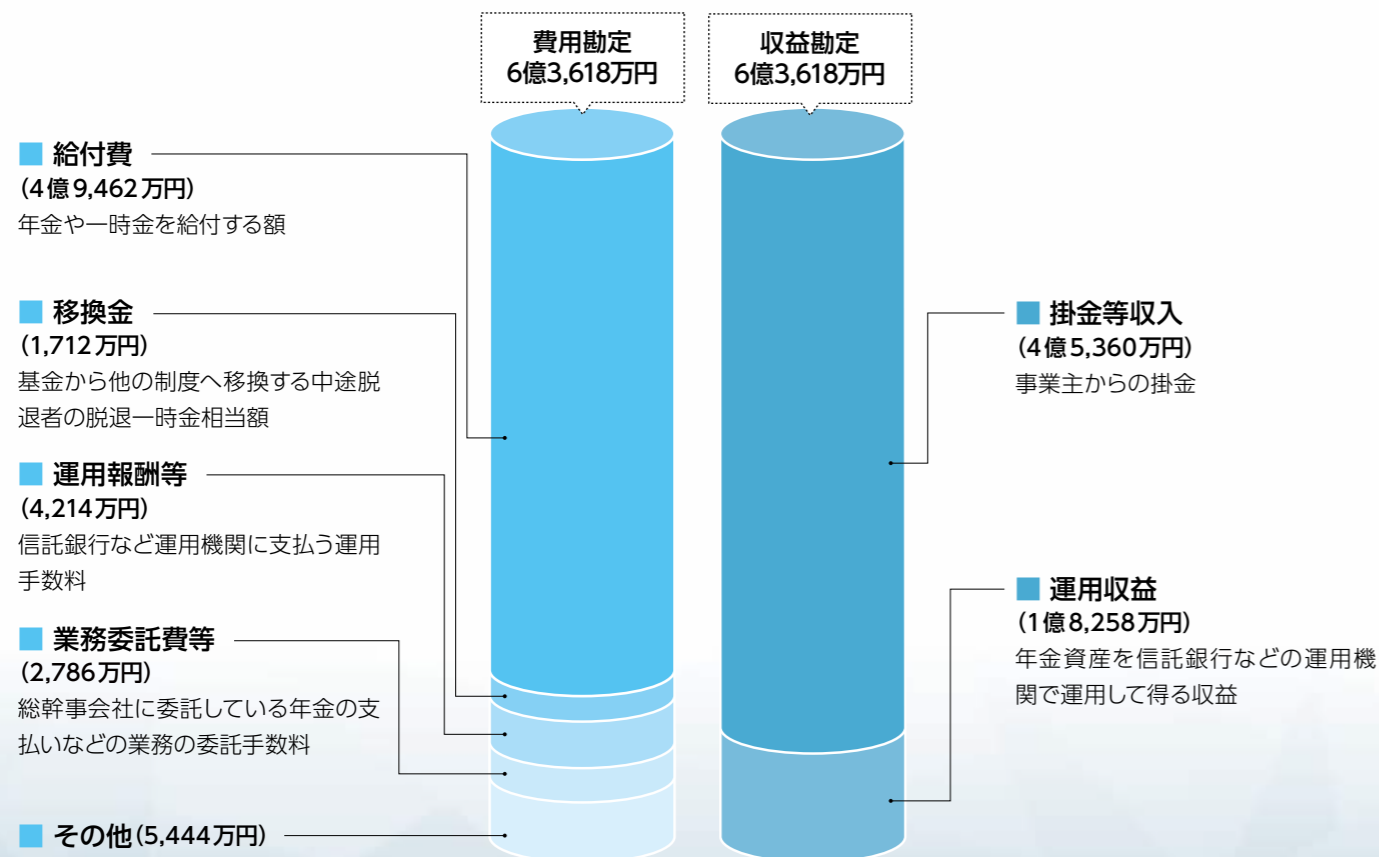 費用勘定
6億3,618万円
収益勘定
6億3,618万円
給付費
(4億9,462万円)
年金や一時金を給付する額
移換金
(1,712万円)
基金から他の制度へ移換する中途脱
退者の脱退一時金相当額
運用報酬等
(4,214万円)
信託銀行など運用機関に支払う運用
手数料
業務委託費等
(2,786万円)
総幹事会社に委託している年金の支
払いなどの業務の委託手数料
その他(5,444万円)
掛金等収入
(4億5,360万円)
事業主からの掛金
運用収益
(1億8,258万円)
年金資産を信託銀行などの運用機
関で運用して得る収益